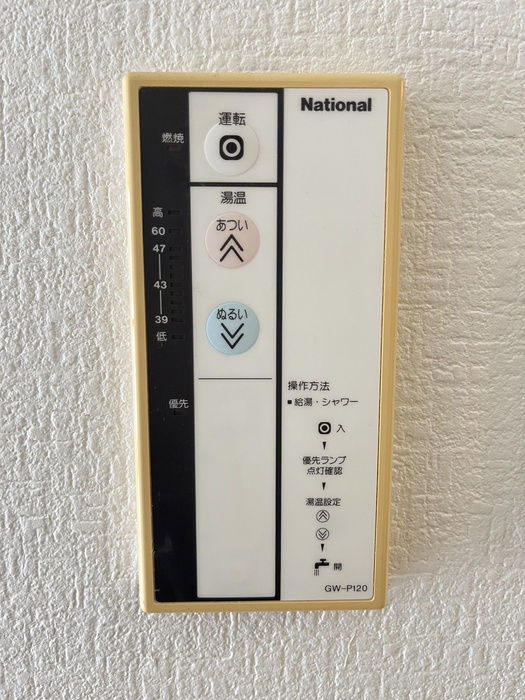 National
運転
燃焼
湯温
高
60
47
43
39
低
あつい
ぬるい
優先
操作方法
■給湯・シャワー
入
優先ランプ
点灯確認
湯温設定
開
GW-P120